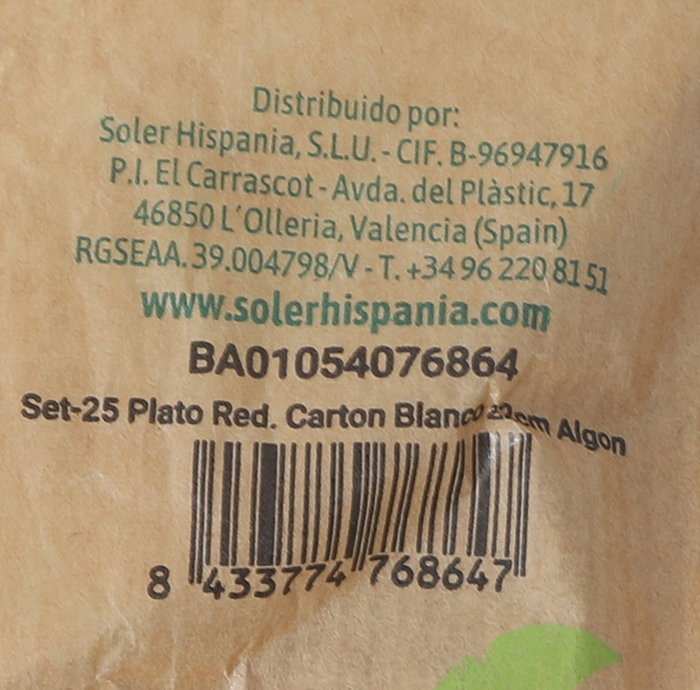 Distribuido por:
Soler Hispania, S.L.U. - CIF. B-96947916
P.I. El Carrascot - Avda. del Plàstic, 17
46850 L´Olleria, Valencia (Spain)
RGSEAA. 39.004798/V - T. +34 96 220 81 51
www.solerhispania.com
BA01054076864
Set-25 Plato Red. Carton Blanco Algon
8 433774 768647